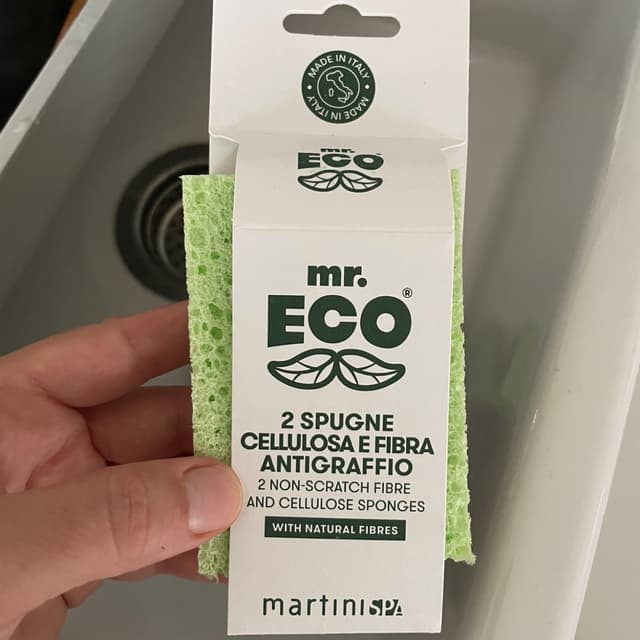 MADE IN ITALY
MADE IN ITALY
mr.
ECO
mr.
ECO®
2 SPUGNE
CELLULOSA E FIBRA
ANTIGRAFFIO
2 NON-SCRATCH FIBRE
AND CELLULOSE SPONGES
WITH NATURAL FIBRES
martiniSPA